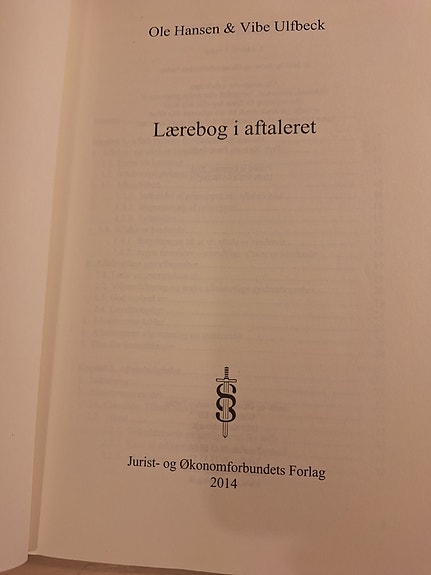 Ole Hansen & Vibe Ulfbeck
Lærebog i aftaleret
Jurist- og Økonomforbundets Forlag
2014